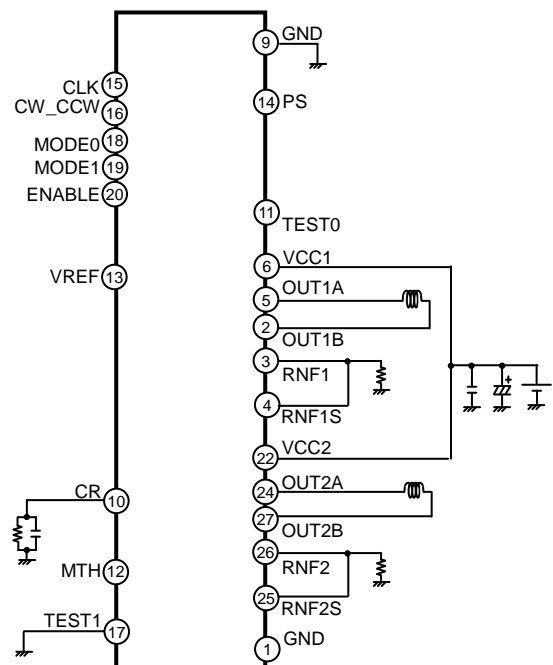 9 GND
15 CLK
14 PS
CW_CCW 16
MODE0 18
MODE1 19
ENABLE 20
11 TEST0
6 VCC1
VREF 13
5 OUT1A
2 OUT1B
3 RNF1
4 RNF1S
22 VCC2
24 OUT2A
CR 10
27 OUT2B
26 RNF2
MTH 12
25 RNF2S
TEST1 17
1 GND
+